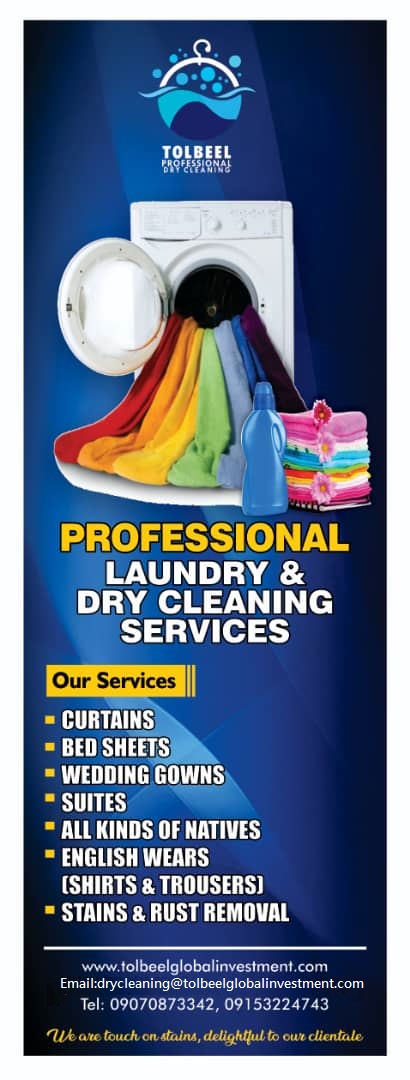 TOLBEEL
PROFESSIONAL
DRY CLEANING
PROFESSIONAL
LAUNDRY &
DRY CLEANING
SERVICES
Our Services
CURTAINS
BED SHEETS
WEDDING GOWNS
SUITES
ALL KINDS OF NATIVES
ENGLISH WEARS
(SHIRTS & TROUSERS)
STAINS & RUST REMOVAL
www.tolbeelglobalinvestment.com
Email:drycleaning@tolbeelglobalinvestment.com
Tel: 09070873342, 09153224743
We are touch on stains, delightful to our clientale